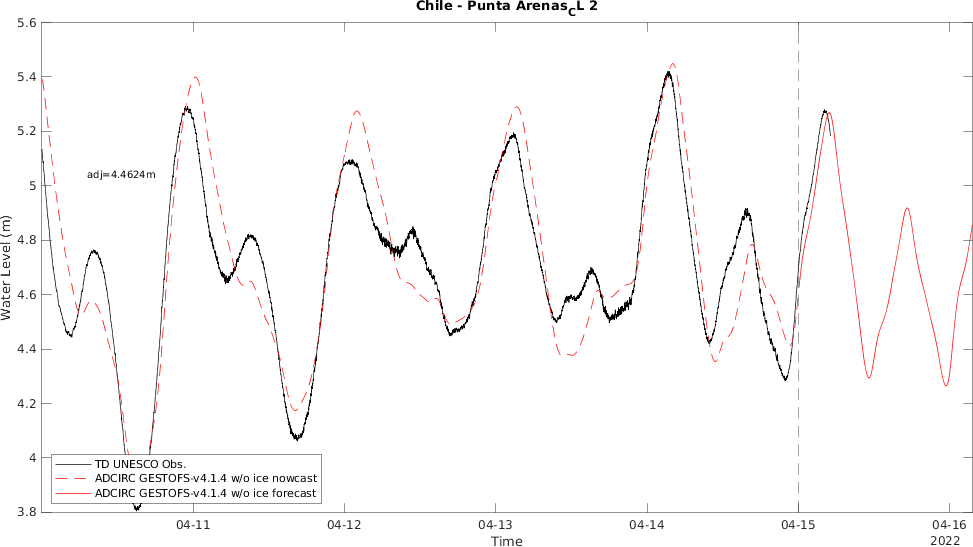 Chile - Punta ArenasCL 2
5.6
5.4
5.2
5
4.8
4.6
4.4
4.2
4
3.8
Water Level (m)
adj=4.4624m
TD UNESCO Obs.
ADCIRC GESTOFS-v4.1.4 w/o ice nowcast
ADCIRC GESTOFS-v4.1.4 w/o ice forecast
04-11 04-12 04-13 04-14 04-15 04-16
Time 2022